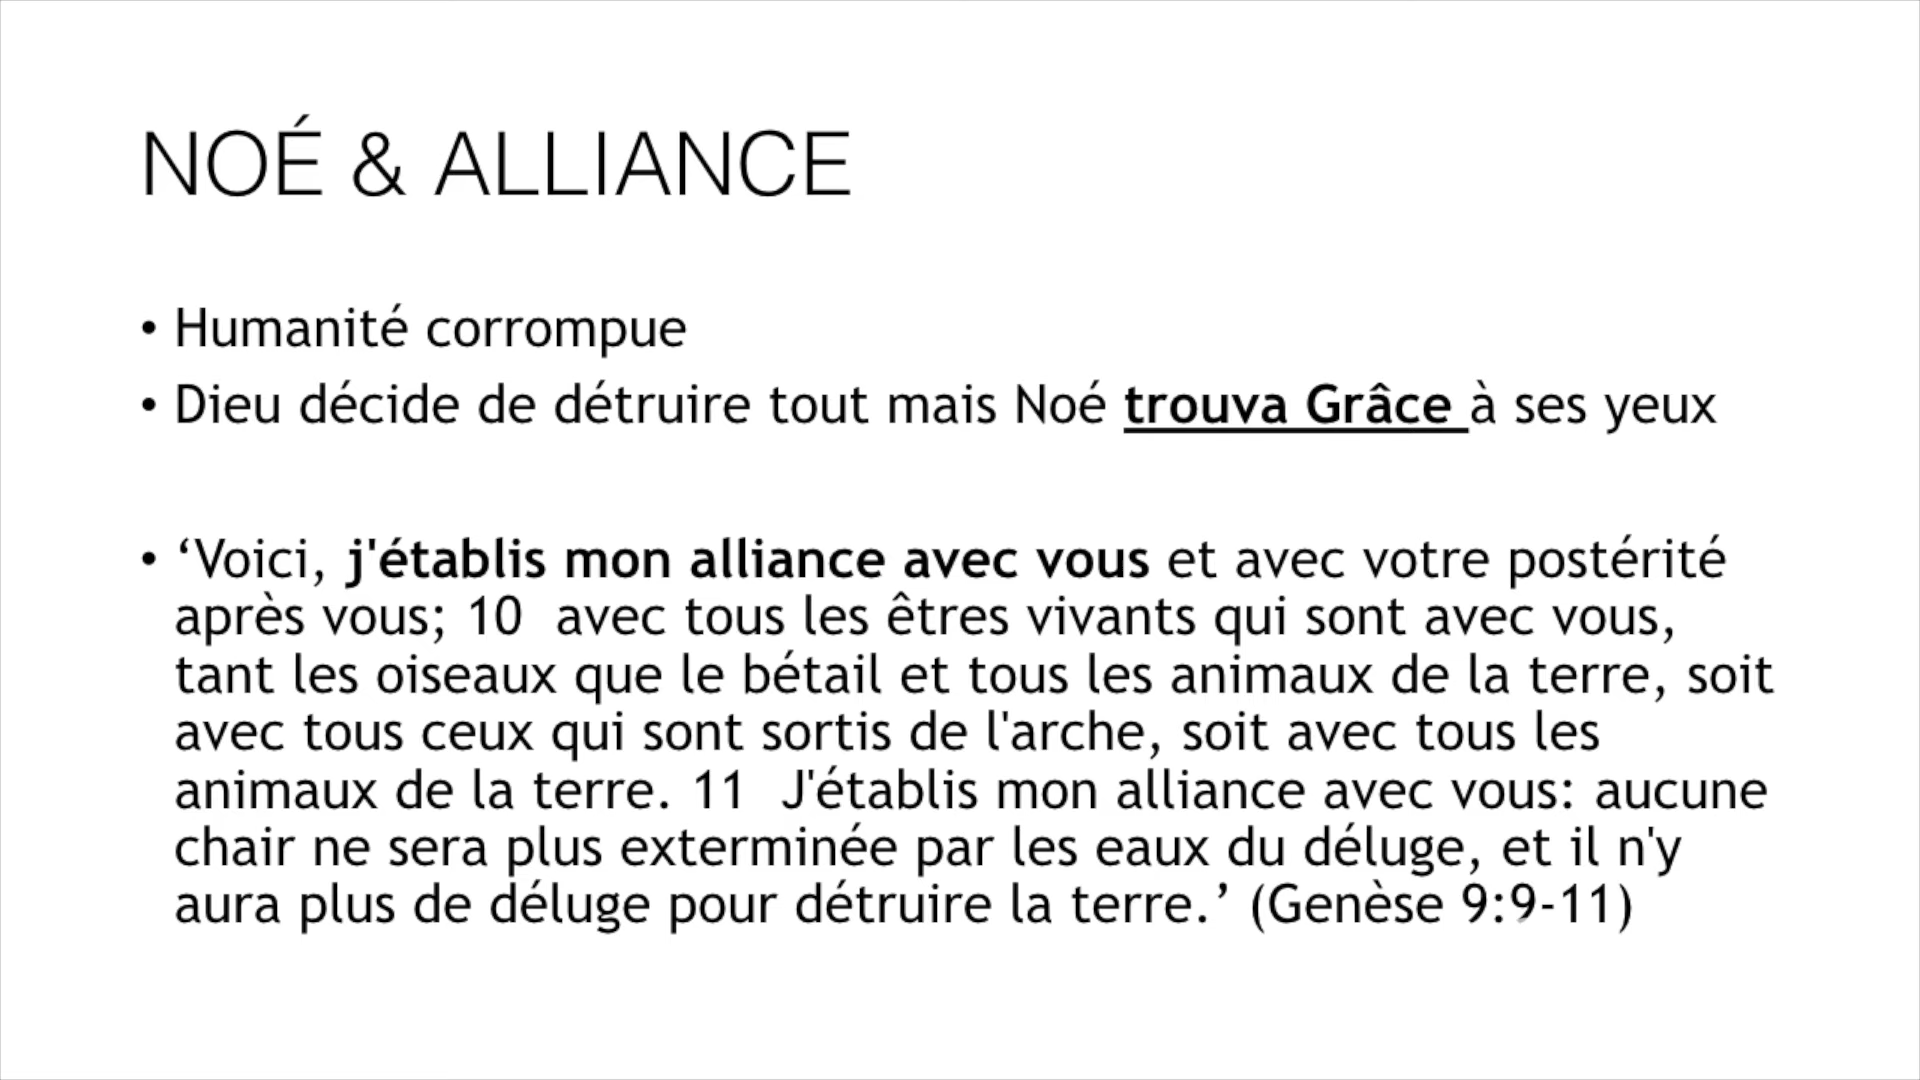 NOÉ & ALLIANCE
• Humanité corrompue
• Dieu décide de détruire tout mais Noé trouva Grâce à ses yeux
• ‘Voici, j'établis mon alliance avec vous et avec votre postérité
après vous; 10  avec tous les êtres vivants qui sont avec vous,
tant les oiseaux que le bétail et tous les animaux de la terre, soit
avec tous ceux qui sont sortis de l'arche, soit avec tous les
animaux de la terre. 11  J'établis mon alliance avec vous: aucune
chair ne sera plus exterminée par les eaux du déluge, et il n'y
aura plus de déluge pour détruire la terre.’ (Genèse 9:9-11)